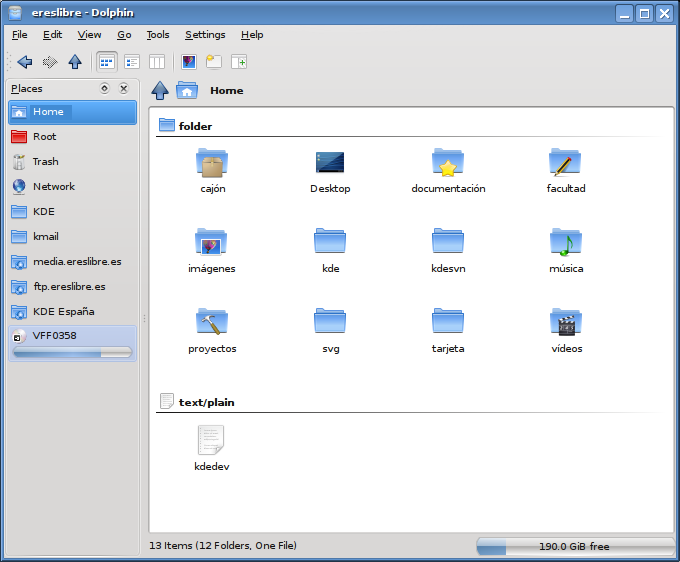 ereslibre - Dolphin
File Edit View Go Tools Settings Help
Places
Home
Root
Trash
Network
KDE
kmail
media.ereslibre.es
ftp.ereslibre.es
KDE España
VFF0358
Home
folder
cajón Desktop documentación facultad
imágenes kde kdesvn música
proyectos svg tarjeta vídeos
text/plain
kdedev
13 Items (12 Folders, One File)
190.0 GiB free